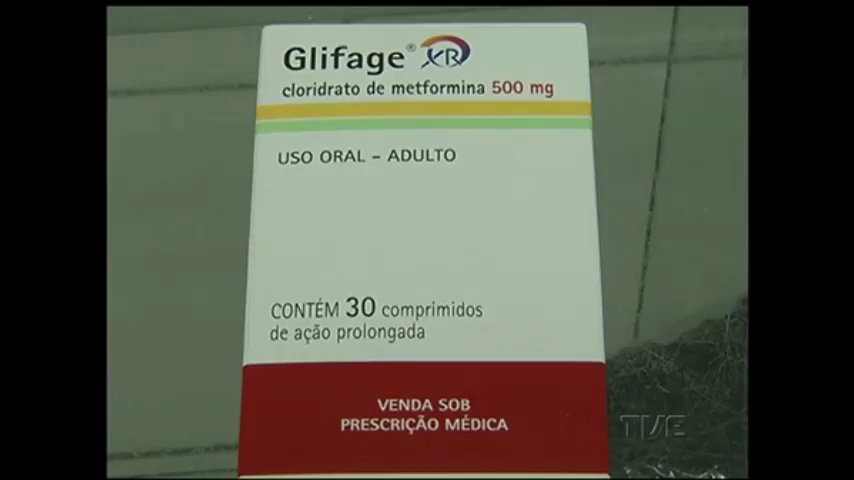 Glifage® XR
cloridrato de metformina 500 mg
USO ORAL – ADULTO
CONTÉM 30 comprimidos
de ação prolongada
VENDA SOB
PRESCRIÇÃO MÉDICA
TVE